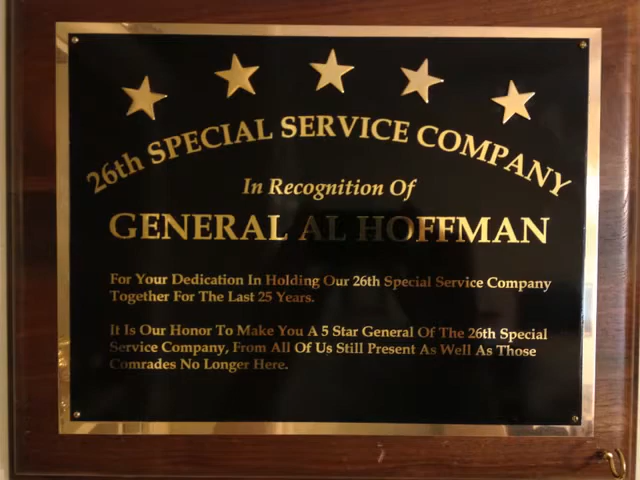 26th SPECIAL SERVICE COMPANY
In Recognition Of
GENERAL AL HOFFMAN
For Your Dedication In Holding Our 26th Special Service Company
Together For The Last 25 Years.
It Is Our Honor To Make You A 5 Star General Of The 26th Special
Service Company, From All Of Us Still Present As Well As Those
Comrades No Longer Here.